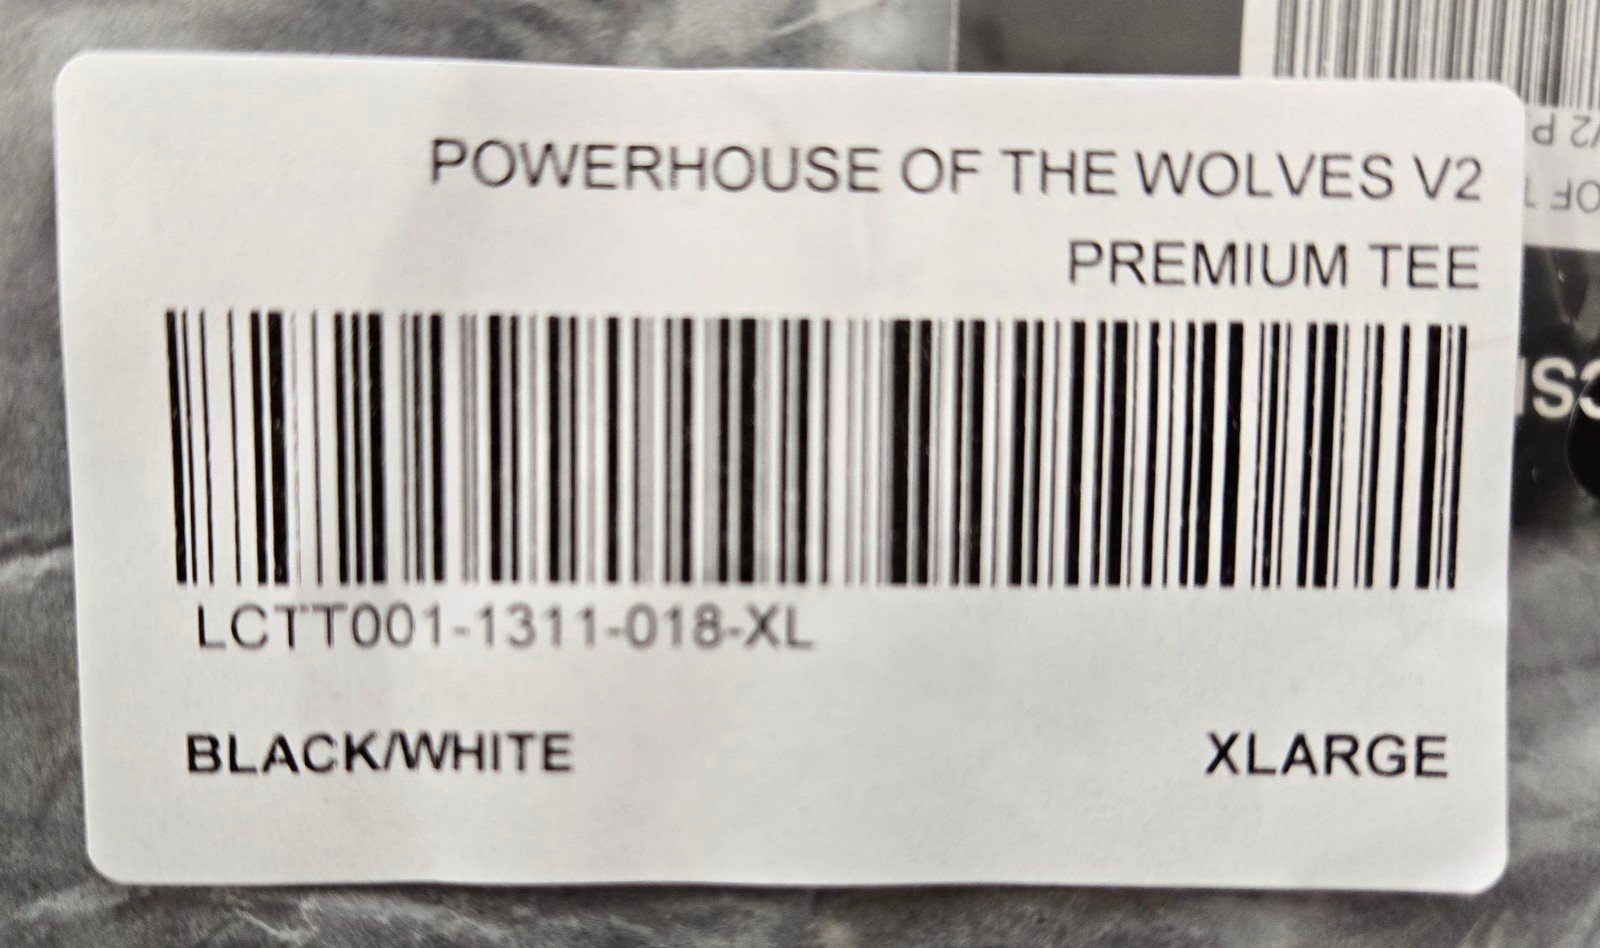 POWERHOUSE OF THE WOLVES V2
PREMIUM TEE
LCTT001-1311-018-XL
BLACK/WHITE XLARGE